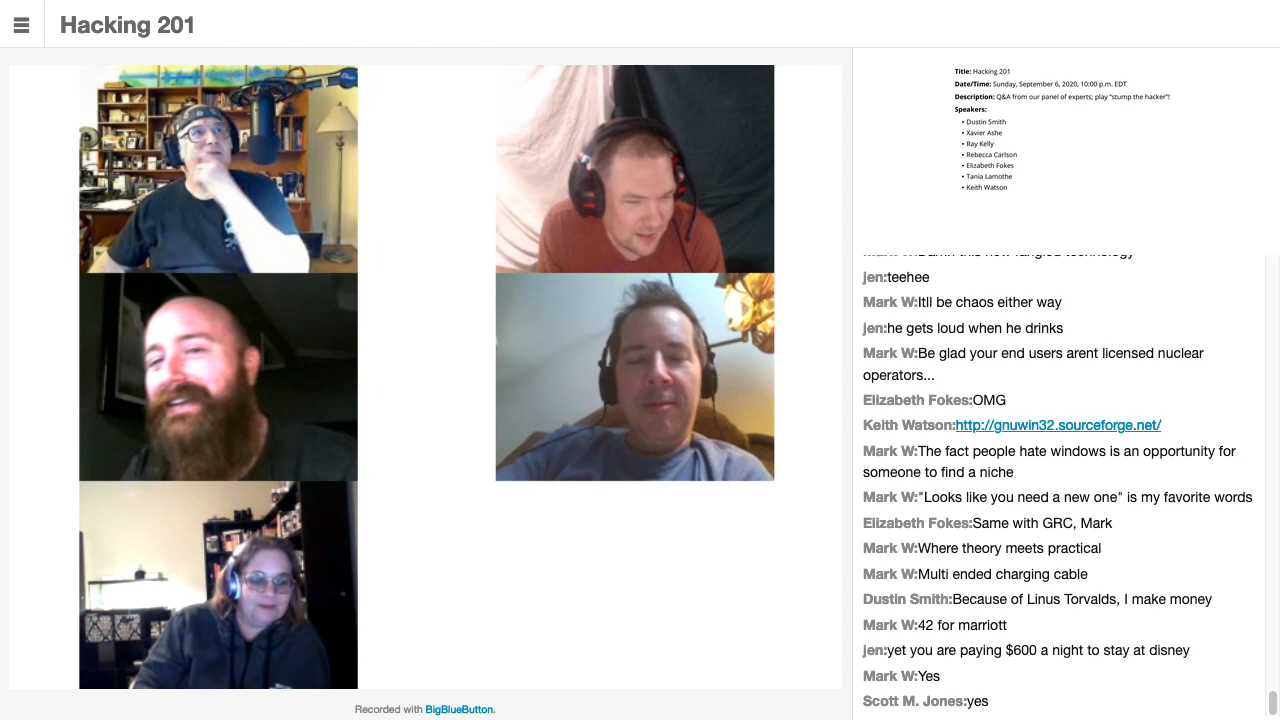 Hacking 201
Title: Hacking 201
Date/Time: Sunday, September 6, 2020, 10:00 p.m. EDT
Description: Q&A from our panel of experts; play "stump the hacker"!
Speakers:
• Dustin Smith
• Xavier Ashe
• Ray Kelly
• Rebecca Carlson
• Elizabeth Fokes
• Tania Lamothe
• Keith Watson
Mark W:Damn this new fangled technology
jen:teehee
Mark W:Itll be chaos either way
jen:he gets loud when he drinks
Mark W:Be glad your end users arent licensed nuclear
operators...
Elizabeth Fokes:OMG
Keith Watson:http://gnuwin32.sourceforge.net/
Mark W:The fact people hate windows is an opportunity for
someone to find a niche
Mark W:"Looks like you need a new one" is my favorite words
Elizabeth Fokes:Same with GRC, Mark
Mark W:Where theory meets practical
Mark W:Multi ended charging cable
Dustin Smith:Because of Linus Torvalds, I make money
Mark W:42 for marriott
jen:yet you are paying $600 a night to stay at disney
Mark W:Yes
Scott M. Jones:yes
Recorded with BigBlueButton.